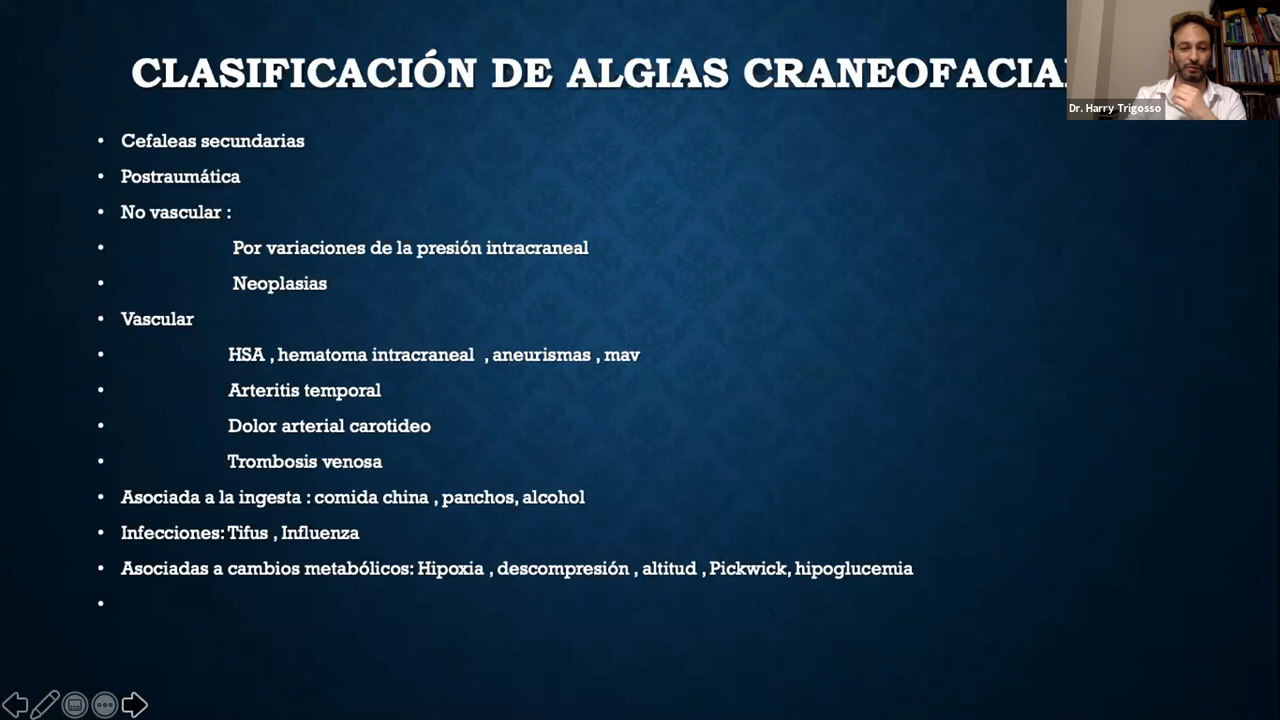 CLASIFICACIÓN DE ALGIAS CRANEOFACIA
Dr. Harry Trigosso
• Cefaleas secundarias
• Postraumática
• No vascular :
• Por variaciones de la presión intracraneal
• Neoplasias
• Vascular
• HSA , hematoma intracraneal , aneurismas , mav
• Arteritis temporal
• Dolor arterial carotideo
• Trombosis venosa
• Asociada a la ingesta : comida china , panchos, alcohol
• Infecciones: Tifus , Influenza
• Asociadas a cambios metabólicos: Hipoxia , descompresión , altitud , Pickwick, hipoglucemia
•